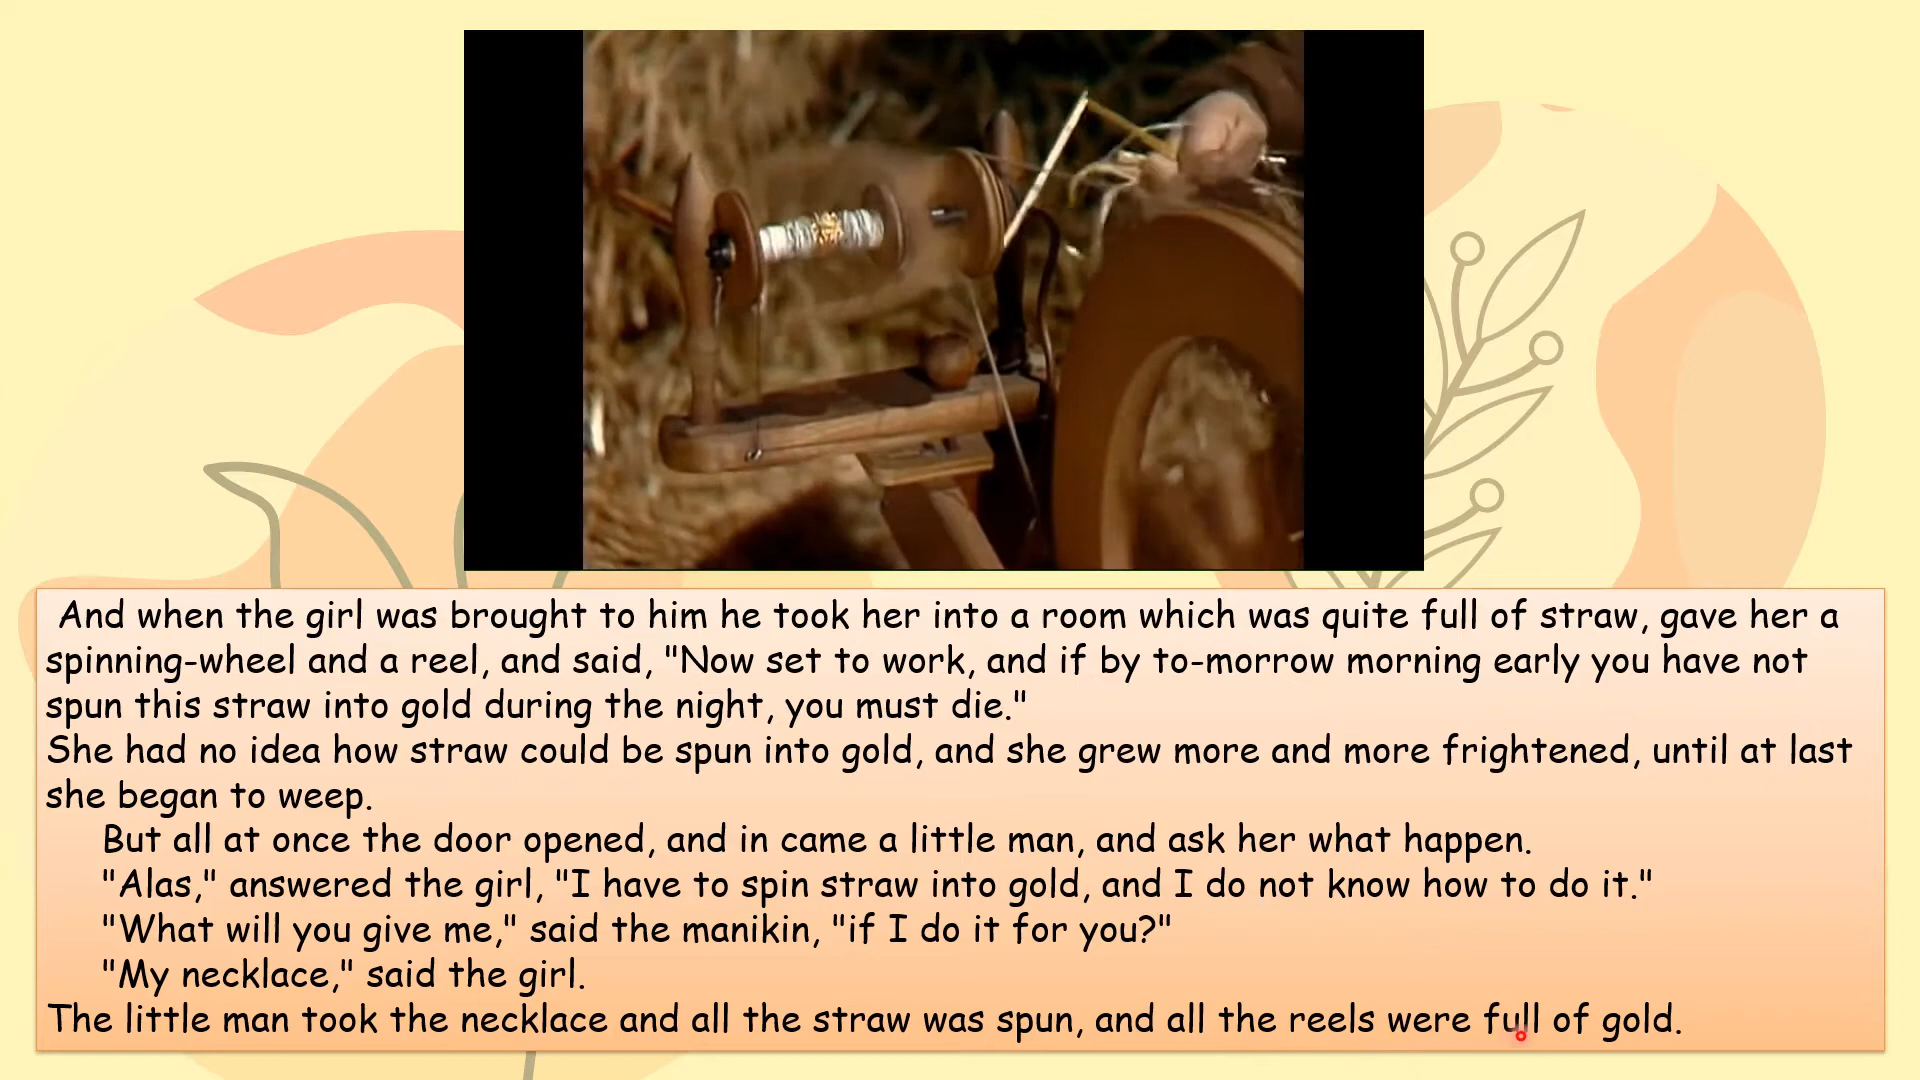 And when the girl was brought to him he took her into a room which was quite full of straw, gave her a
spinning-wheel and a reel, and said, "Now set to work, and if by to-morrow morning early you have not
spun this straw into gold during the night, you must die."
She had no idea how straw could be spun into gold, and she grew more and more frightened, until at last
she began to weep.
But all at once the door opened, and in came a little man, and ask her what happen.
"Alas," answered the girl, "I have to spin straw into gold, and I do not know how to do it."
"What will you give me," said the manikin, "if I do it for you?"
"My necklace," said the girl.
The little man took the necklace and all the straw was spun, and all the reels were full of gold.